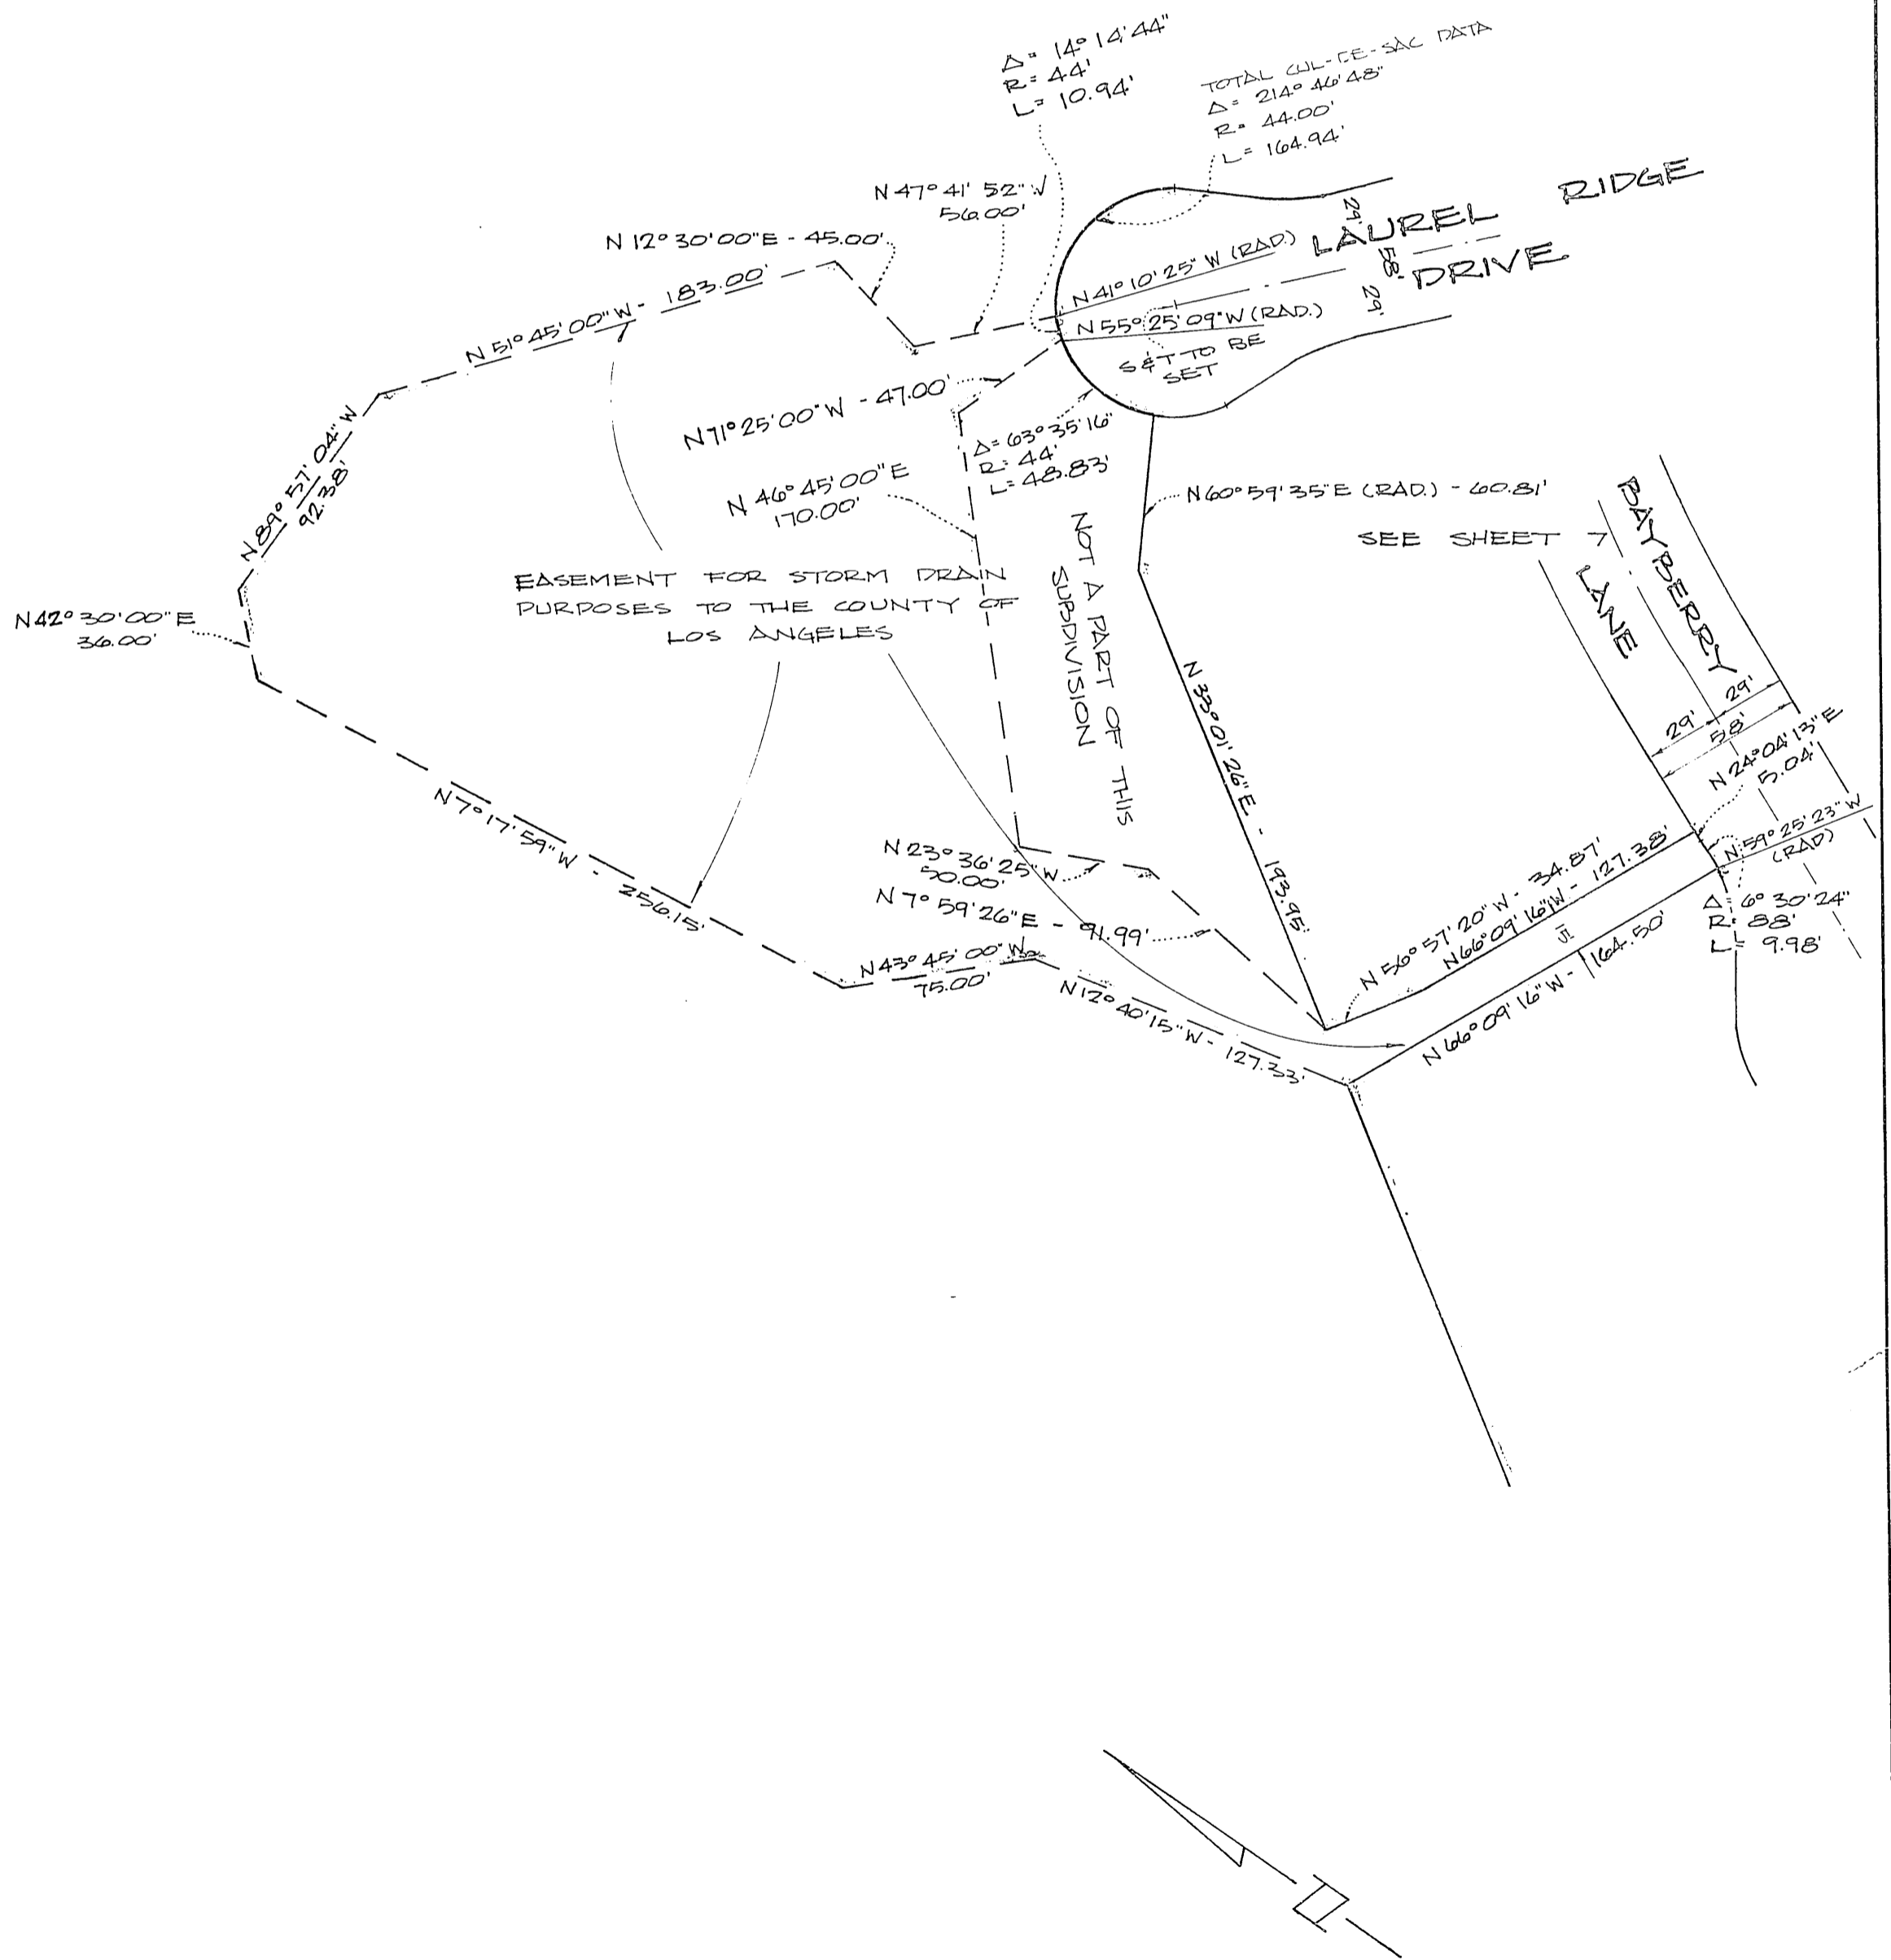 Δ= 14° 14' 44"
R= 44'
L= 10.94'
TOTAL CUL-DE-SAC DATA
Δ= 214° 46' 48"
R= 44.00'
L= 164.94'
N 47° 41' 52" W
56.00'
N 12° 30' 00" E - 45.00'
N 51° 45' 00" W - 183.00'
LAUREL RIDGE
DRIVE
29'
58'
29'
N 41° 10' 25" W (RAD.)
N 55° 25' 09" W (RAD.)
S&T TO BE
SET
N 71° 25' 00" W - 47.00'
Δ= 63° 35' 16"
R= 44'
L= 48.83'
N 89° 57' 04" W
92.38'
N 46° 45' 00" E
170.00'
N 60° 59' 35" E (RAD.) - 60.81'
SEE SHEET 7
BAYBERRY
LANE
EASEMENT FOR STORM DRAIN
PURPOSES TO THE COUNTY OF
LOS ANGELES
N 42° 30' 00" E
36.00'
NOT A PART OF THIS
SUBDIVISION
N 33° 01' 26" E - 193.95'
29'
29'
58'
N 24° 04' 13" E
5.04'
N 59° 25' 23" W
(RAD)
N 7° 17' 59" W - 256.15'
N 23° 36' 25" W
50.00'
N 7° 59' 26" E - 91.99'
N 56° 57' 20" W - 34.87'
N 66° 09' 16" W - 127.38'
Δ= 6° 30' 24"
R= 88'
L= 9.98'
N 43° 45' 00" W
75.00'
N 12° 40' 15" W - 127.33'
N 66° 09' 16" W - 164.50'